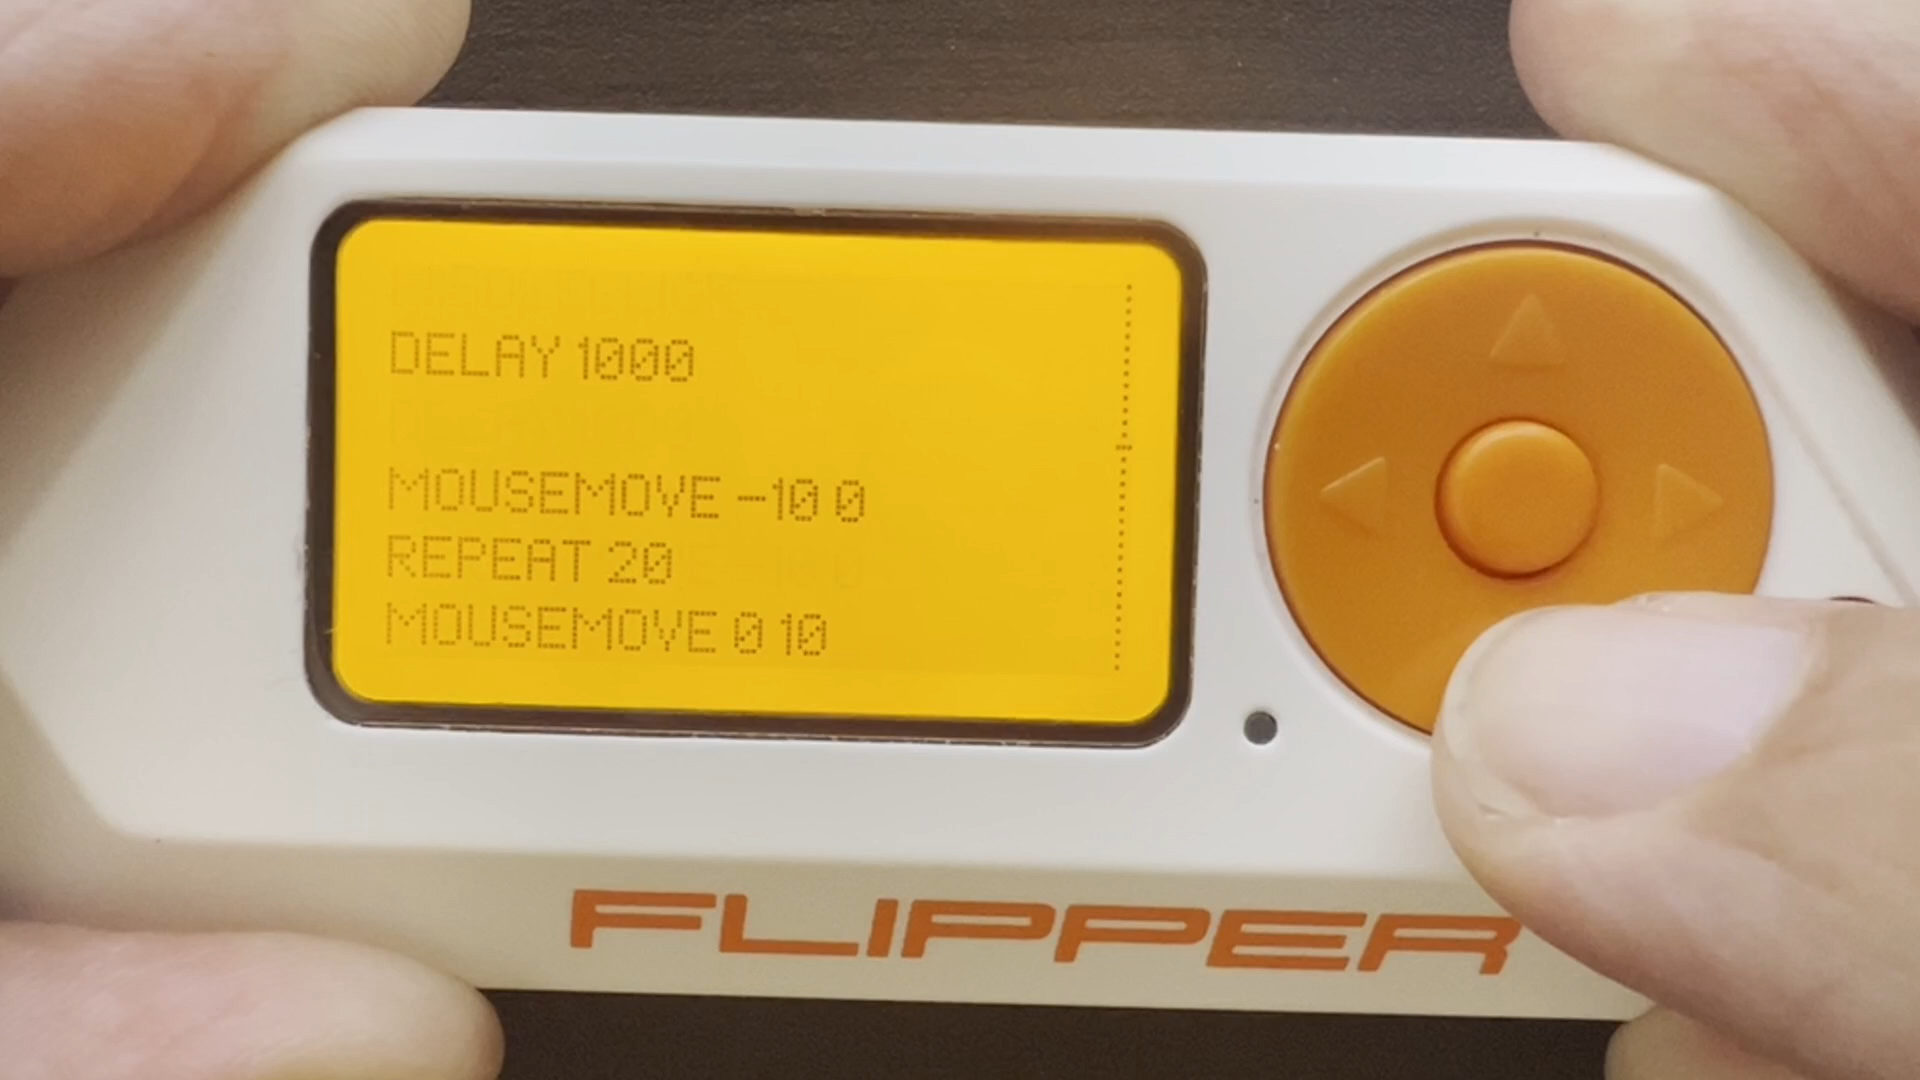 DELAY 1000
MOUSEMOVE -10 0
REPEAT 20
MOUSEMOVE 0 10
FLIPPER